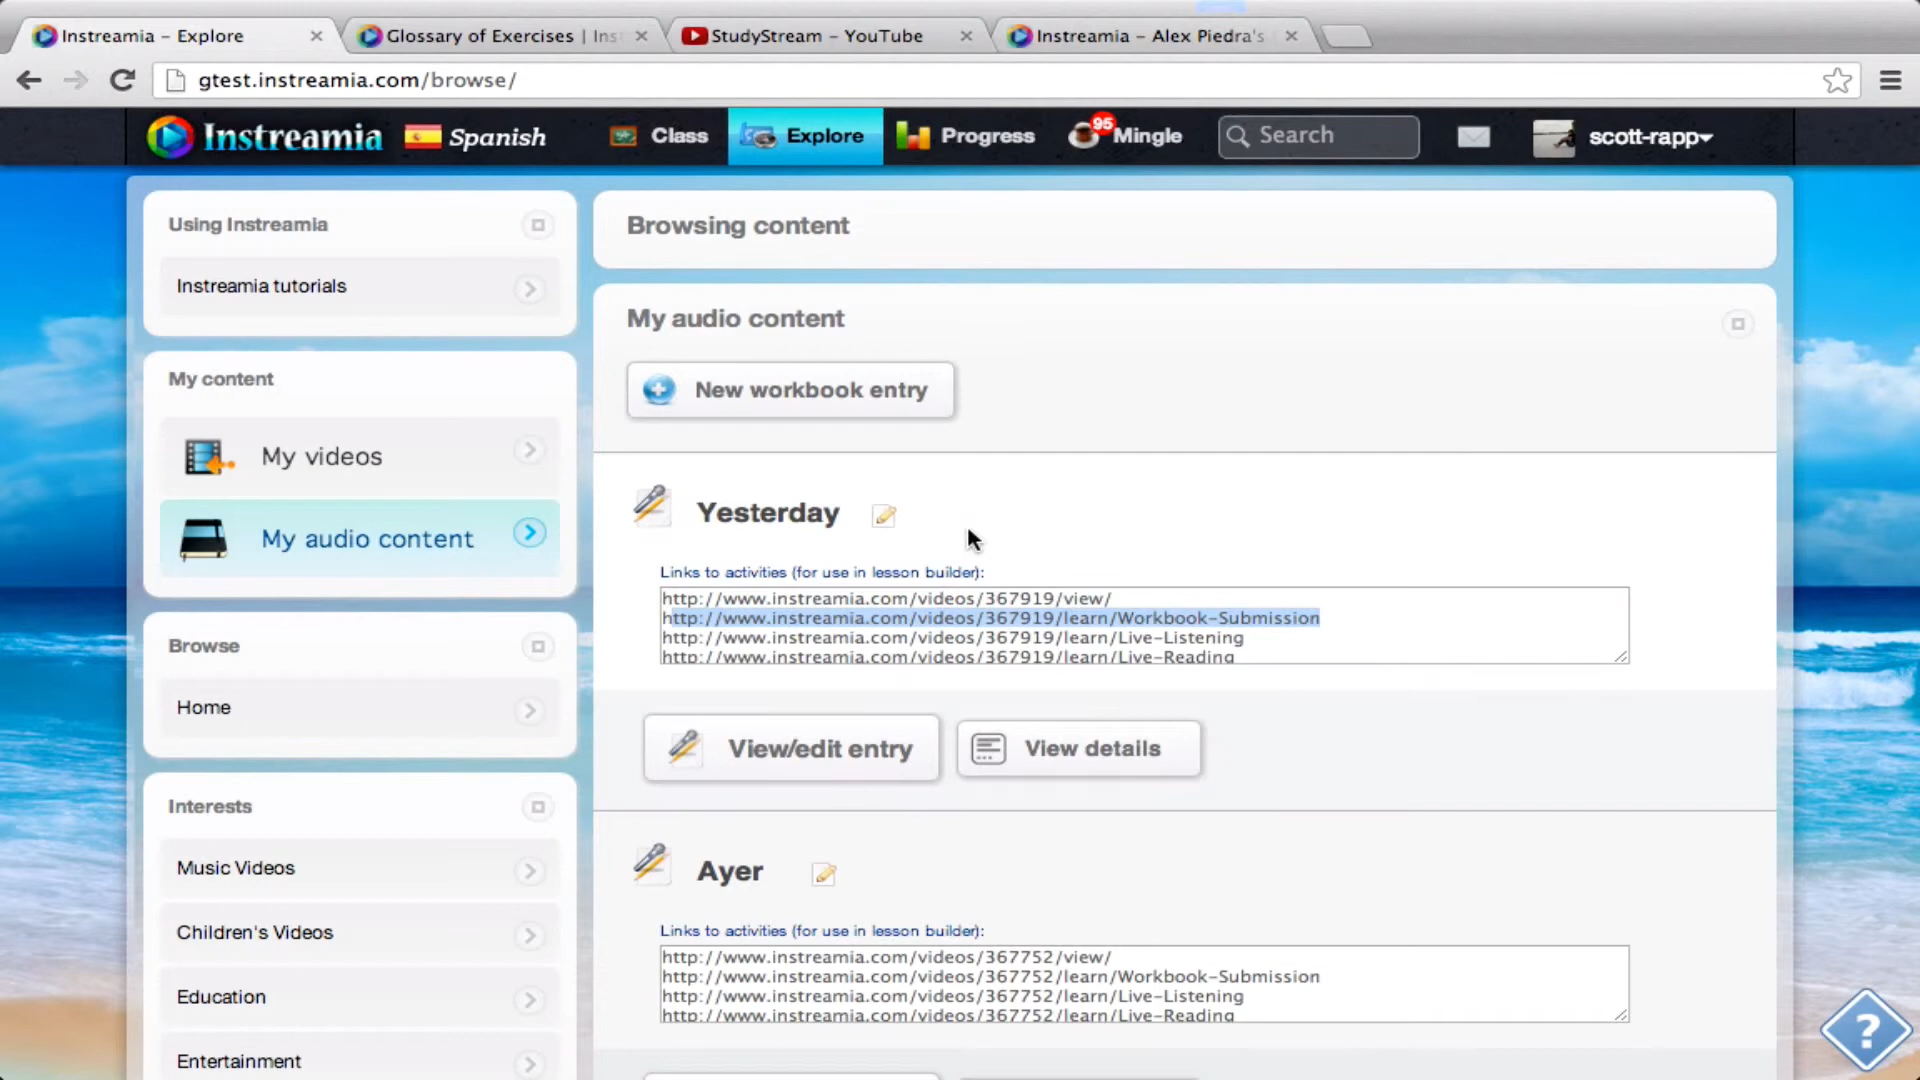 Instreamia – Explore
Glossary of Exercises | Ins
StudyStream – YouTube
Instreamia – Alex Piedra's
gtest.instreamia.com/browse/
Instreamia
Spanish
Class
Explore
Progress
95
Mingle
Search
scott-rapp
Using Instreamia
Instreamia tutorials
My content
My videos
My audio content
Browse
Home
Interests
Music Videos
Children's Videos
Education
Entertainment
Browsing content
My audio content
New workbook entry
Yesterday
Links to activities (for use in lesson builder):
http://www.instreamia.com/videos/367919/view/
http://www.instreamia.com/videos/367919/learn/Workbook-Submission
http://www.instreamia.com/videos/367919/learn/Live-Listening
http://www.instreamia.com/videos/367919/learn/Live-Reading
View/edit entry
View details
Ayer
Links to activities (for use in lesson builder):
http://www.instreamia.com/videos/367752/view/
http://www.instreamia.com/videos/367752/learn/Workbook-Submission
http://www.instreamia.com/videos/367752/learn/Live-Listening
http://www.instreamia.com/videos/367752/learn/Live-Reading
?